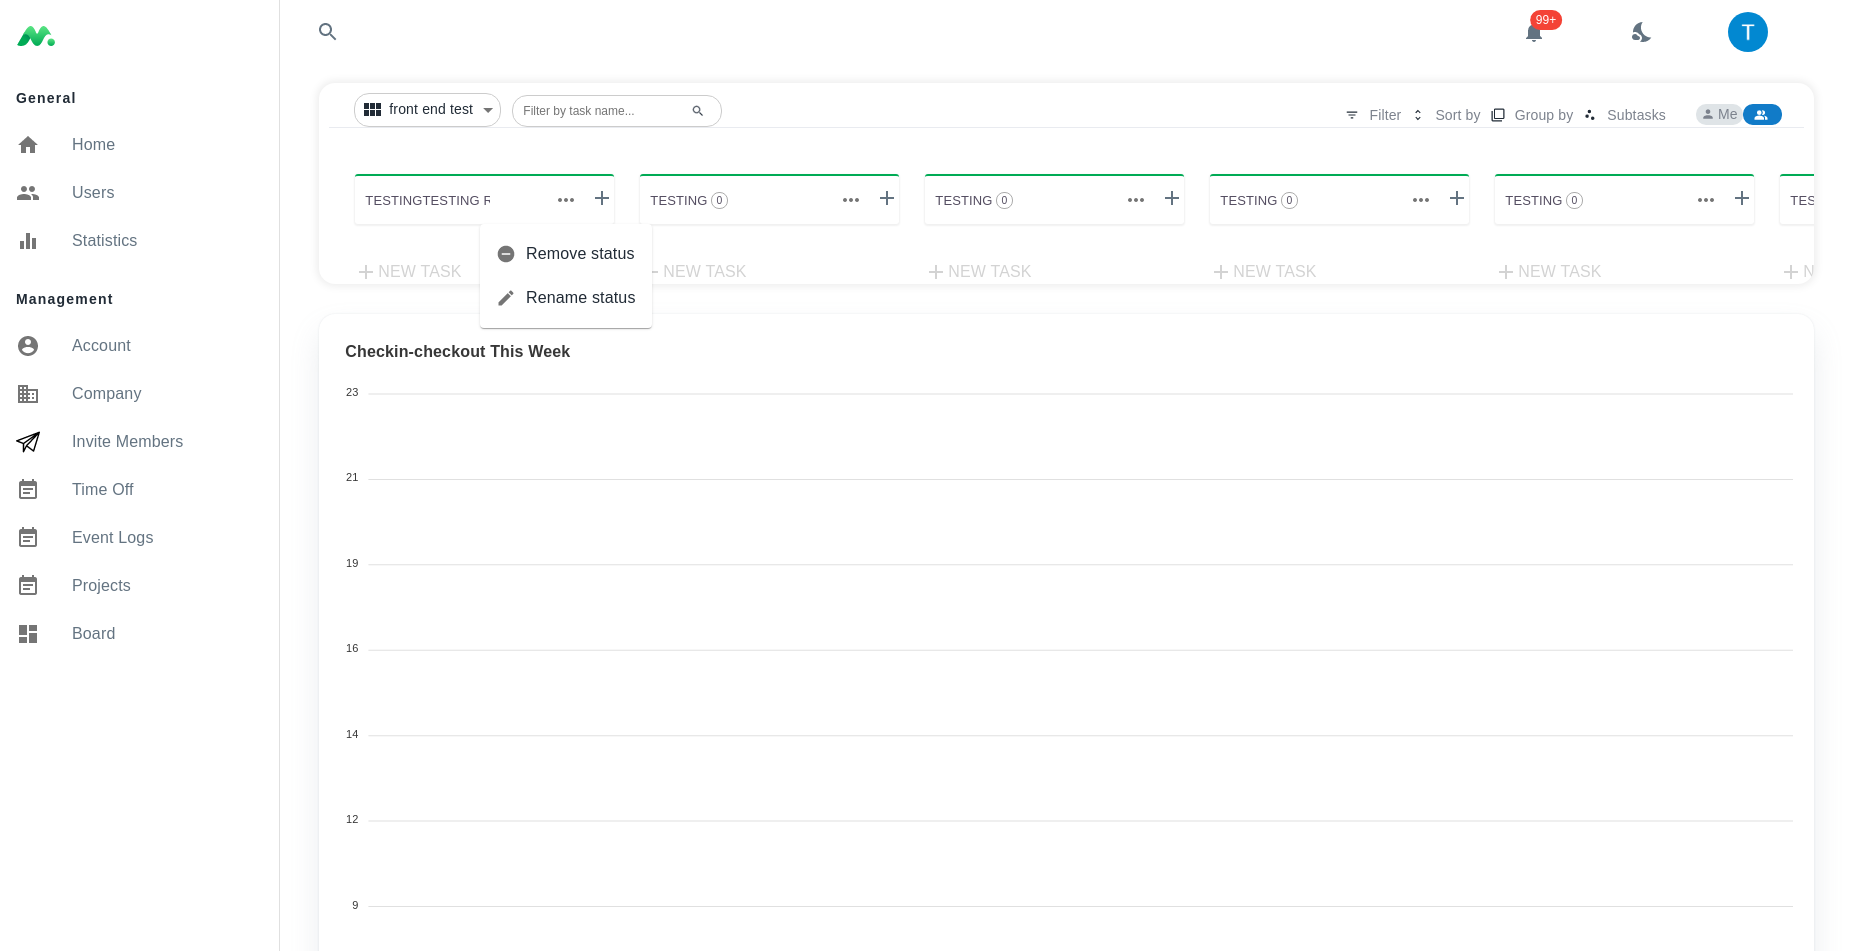 99+
T
General
Home
Users
Statistics
Management
Account
Company
Invite Members
Time Off
Event Logs
Projects
Board
front end test
Filter by task name...
Filter
Sort by
Group by
Subtasks
Me
TESTINGTESTING
TESTING 0
TESTING 0
TESTING 0
TESTING 0
Remove status
Rename status
NEW TASK
NEW TASK
NEW TASK
NEW TASK
NEW TASK
Checkin-checkout This Week
23
21
19
16
14
12
9